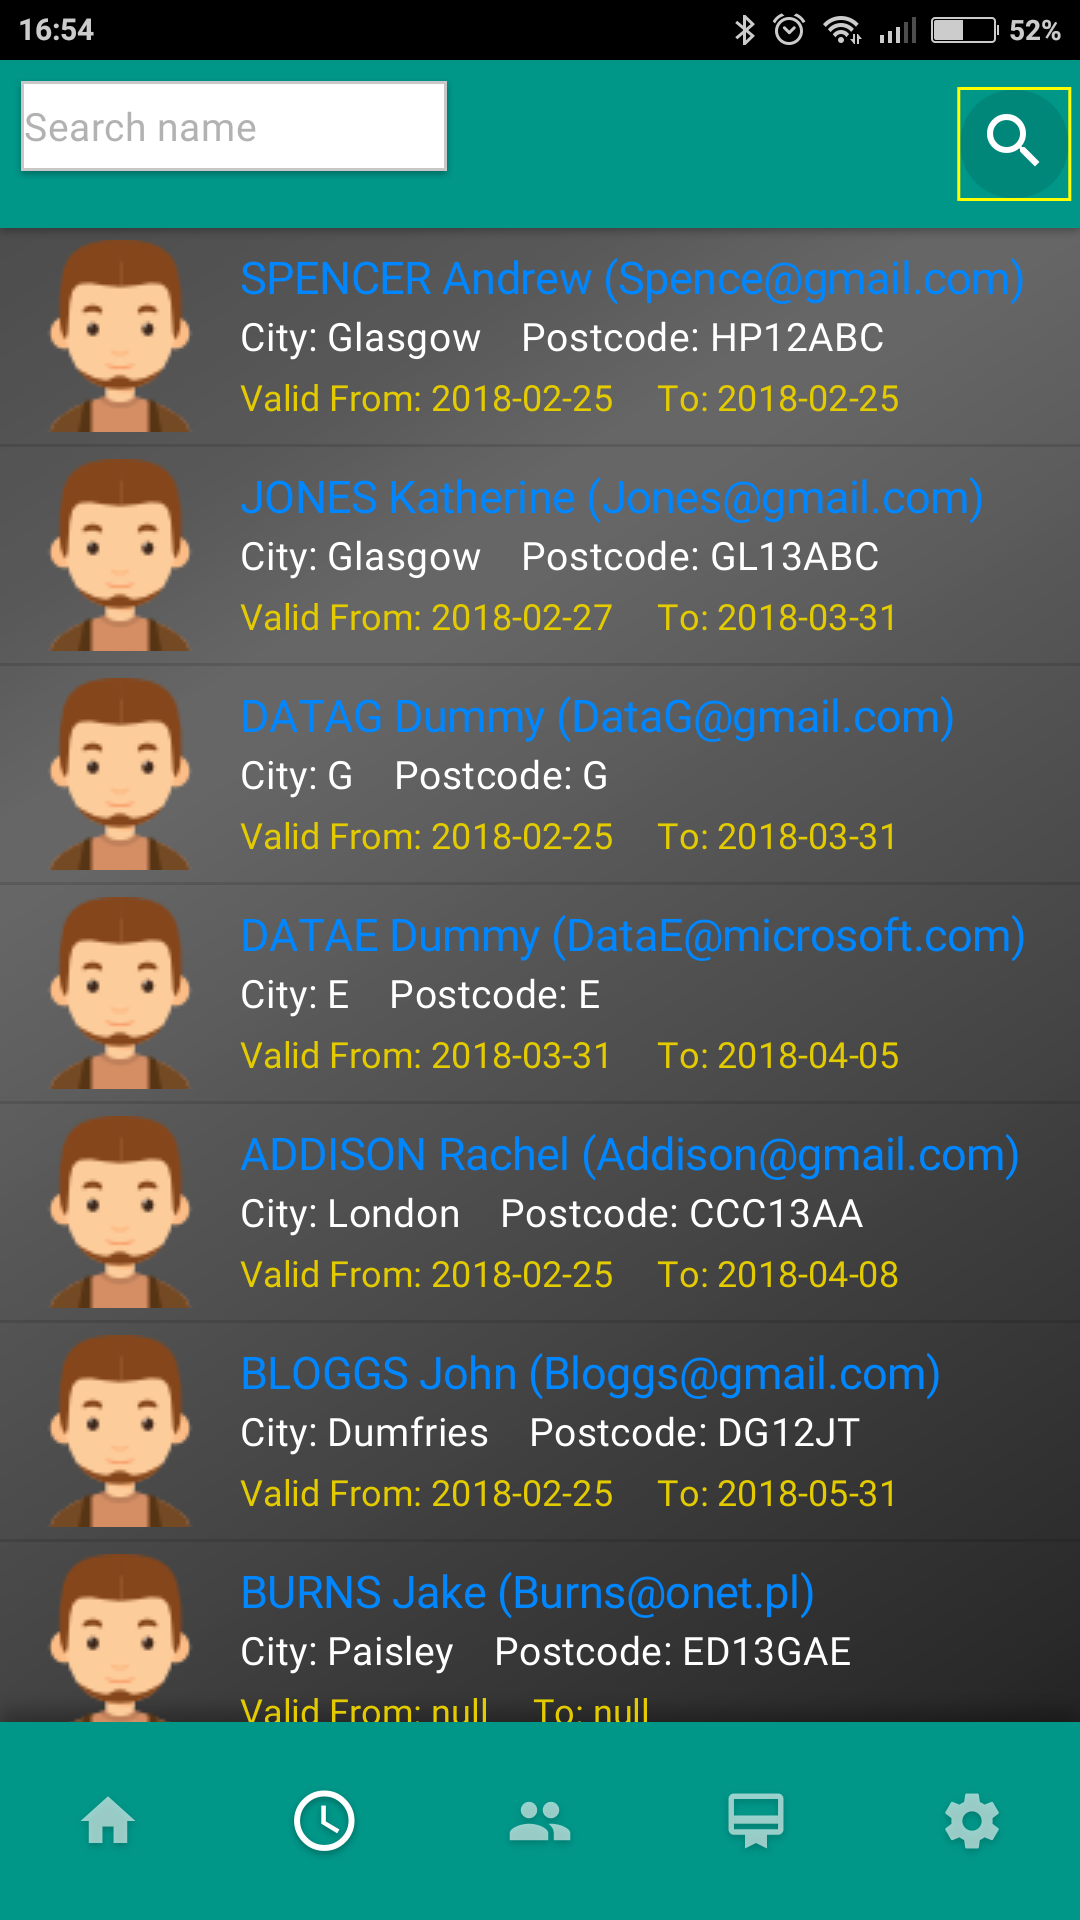 16:54 52%
Search name
SPENCER Andrew (Spence@gmail.com)
City: Glasgow Postcode: HP12ABC
Valid From: 2018-02-25 To: 2018-02-25
JONES Katherine (Jones@gmail.com)
City: Glasgow Postcode: GL13ABC
Valid From: 2018-02-27 To: 2018-03-31
DATAG Dummy (DataG@gmail.com)
City: G Postcode: G
Valid From: 2018-02-25 To: 2018-03-31
DATAE Dummy (DataE@microsoft.com)
City: E Postcode: E
Valid From: 2018-03-31 To: 2018-04-05
ADDISON Rachel (Addison@gmail.com)
City: London Postcode: CCC13AA
Valid From: 2018-02-25 To: 2018-04-08
BLOGGS John (Bloggs@gmail.com)
City: Dumfries Postcode: DG12JT
Valid From: 2018-02-25 To: 2018-05-31
BURNS Jake (Burns@onet.pl)
City: Paisley Postcode: ED13GAE
Valid From: null To: null